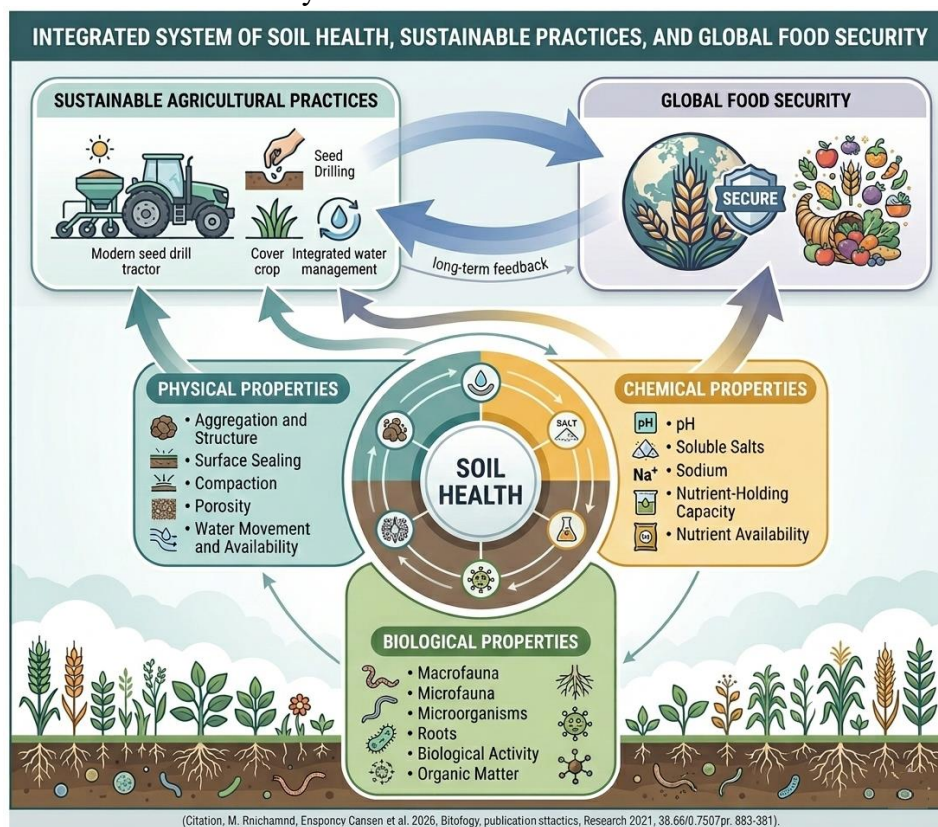 INTEGRATED SYSTEM OF SOIL HEALTH, SUSTAINABLE PRACTICES, AND GLOBAL FOOD SECURITY
SUSTAINABLE AGRICULTURAL PRACTICES
Seed
Drilling
Modern seed drill
tractor
Cover
crop
Integrated water
management
long-term feedback
GLOBAL FOOD SECURITY
SECURE
PHYSICAL PROPERTIES
• Aggregation and
Structure
• Surface Sealing
• Compaction
• Porosity
• Water Movement
and Availability
SALT
SOIL
HEALTH
CHEMICAL PROPERTIES
pH • pH
• Soluble Salts
Na⁺ • Sodium
• Nutrient-Holding
Capacity
• Nutrient Availability
BIOLOGICAL PROPERTIES
• Macrofauna
• Microfauna
• Microorganisms
• Roots
• Biological Activity
• Organic Matter
(Citation, M. Rnichamnd, Ensponcy Cansen et al. 2026, Bitofogy, publication sttactics, Research 2021, 38.66/0.7507pr. 883-381).